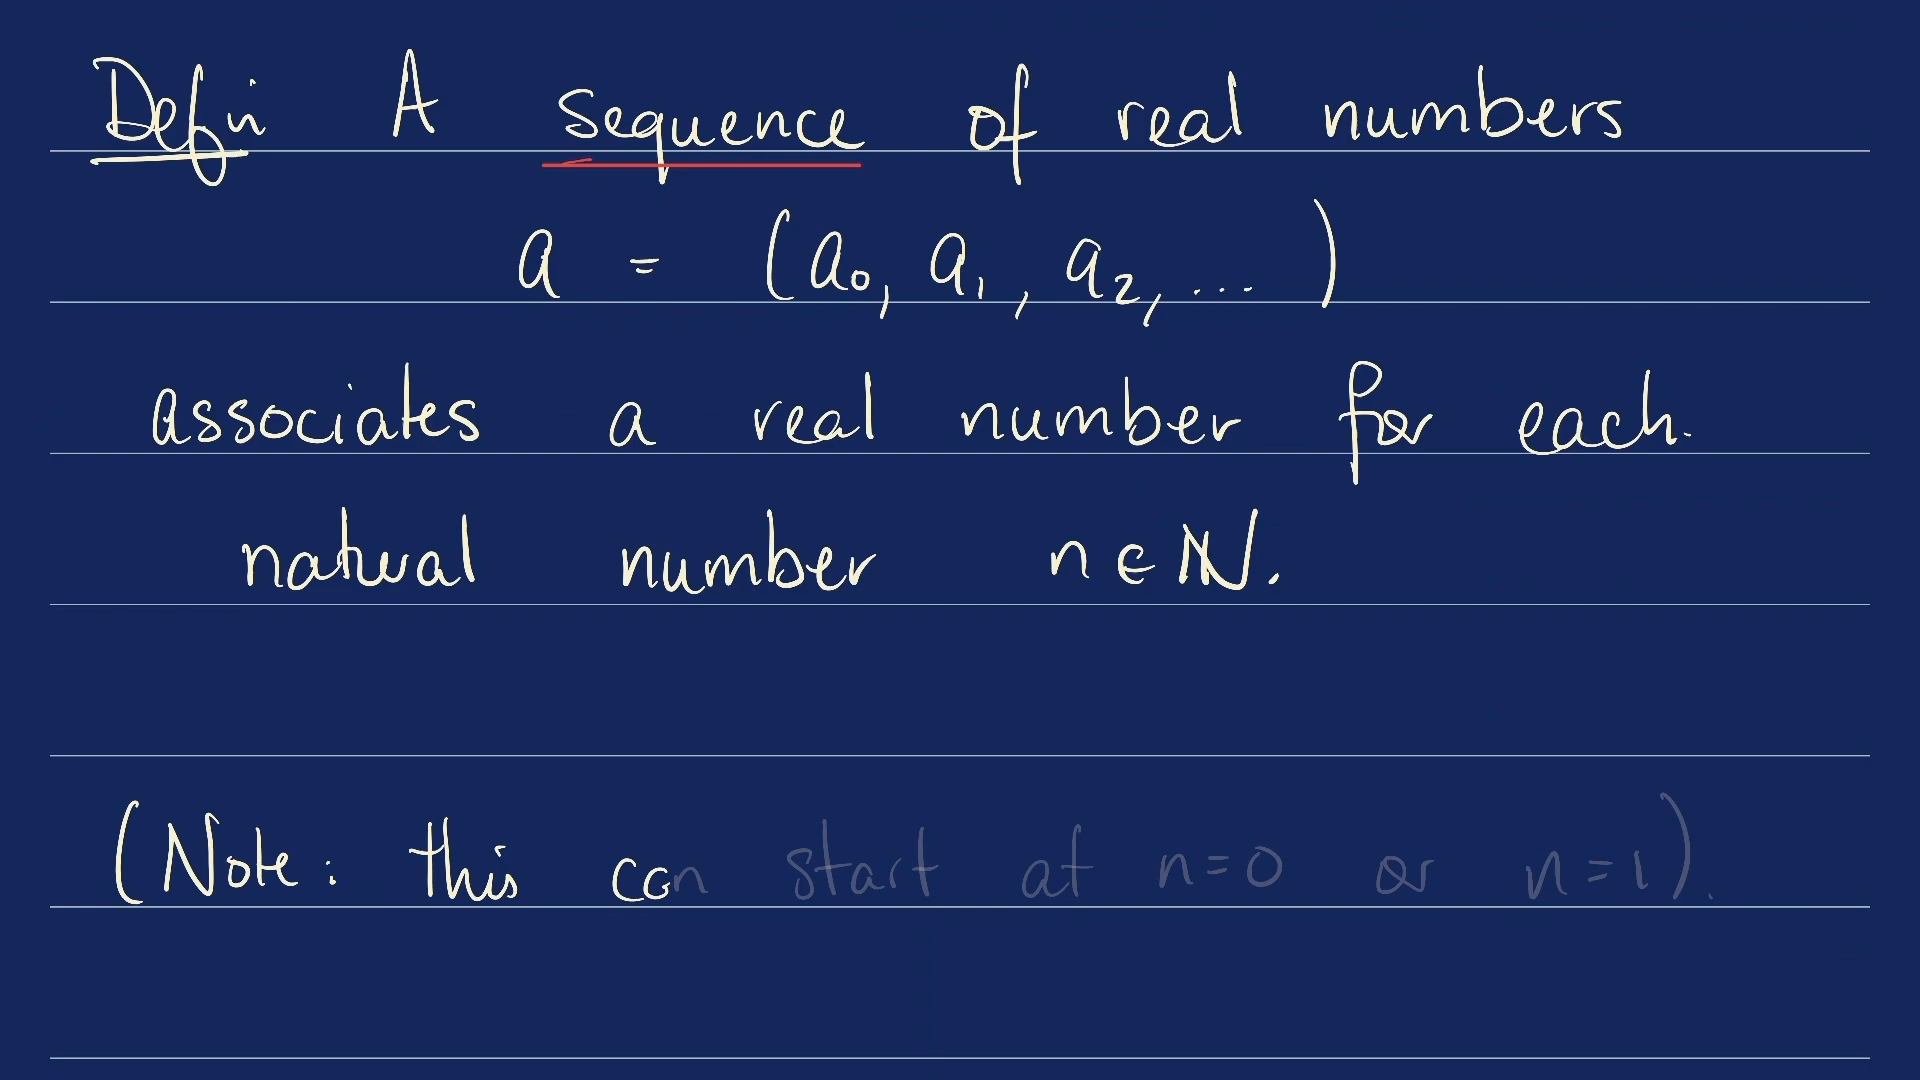 Defn A sequence of real numbers
a = (a₀, a₁, a₂, ... )
associates a real number for each
natural number n ∈ ℕ.
(Note: this can start at n=0 or n=1).